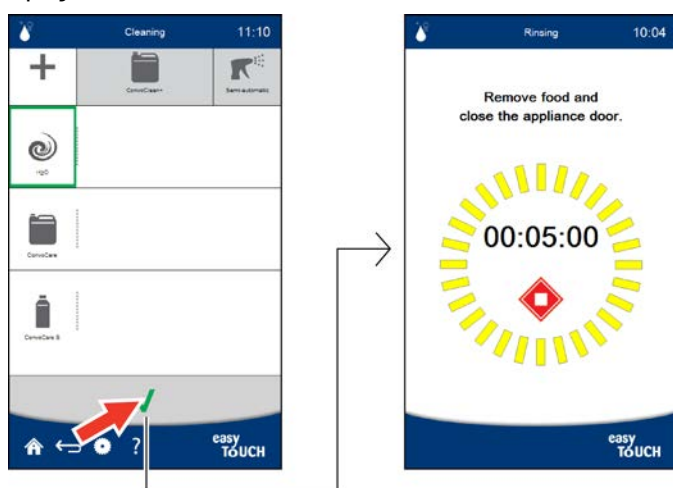 Cleaning 11:10
ConvoClean+
Semi-automatic
ConvoCare
ConvoCare S
?
easy
TOUCH
Rinsing 10:04
Remove food and
close the appliance door.
00:05:00
easy
TOUCH